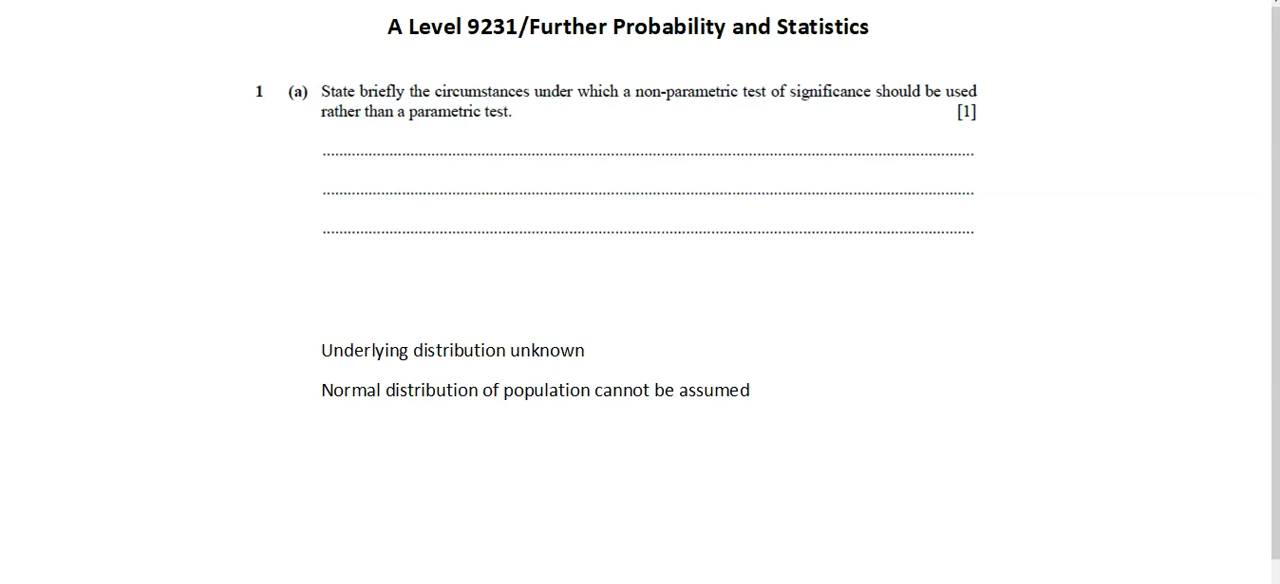 A Level 9231/Further Probability and Statistics
1 (a) State briefly the circumstances under which a non-parametric test of significance should be used
rather than a parametric test. [1]
Underlying distribution unknown
Normal distribution of population cannot be assumed